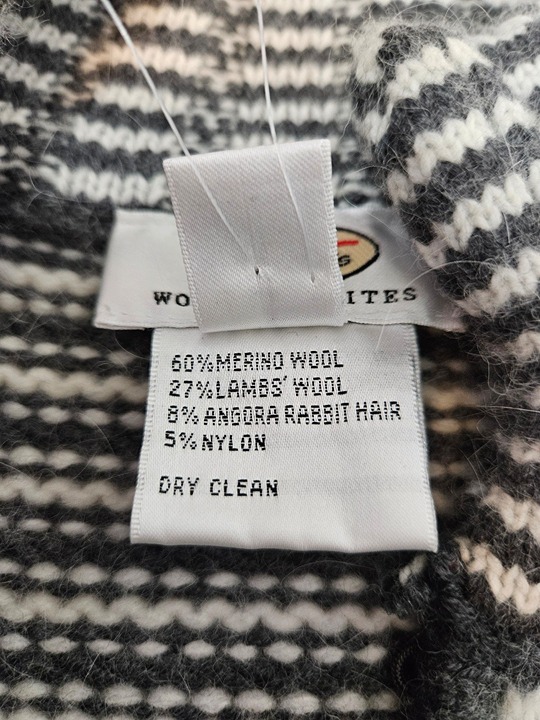 60% MERINO WOOL
27% LAMBS' WOOL
8% ANGORA RABBIT HAIR
5% NYLON
DRY CLEAN